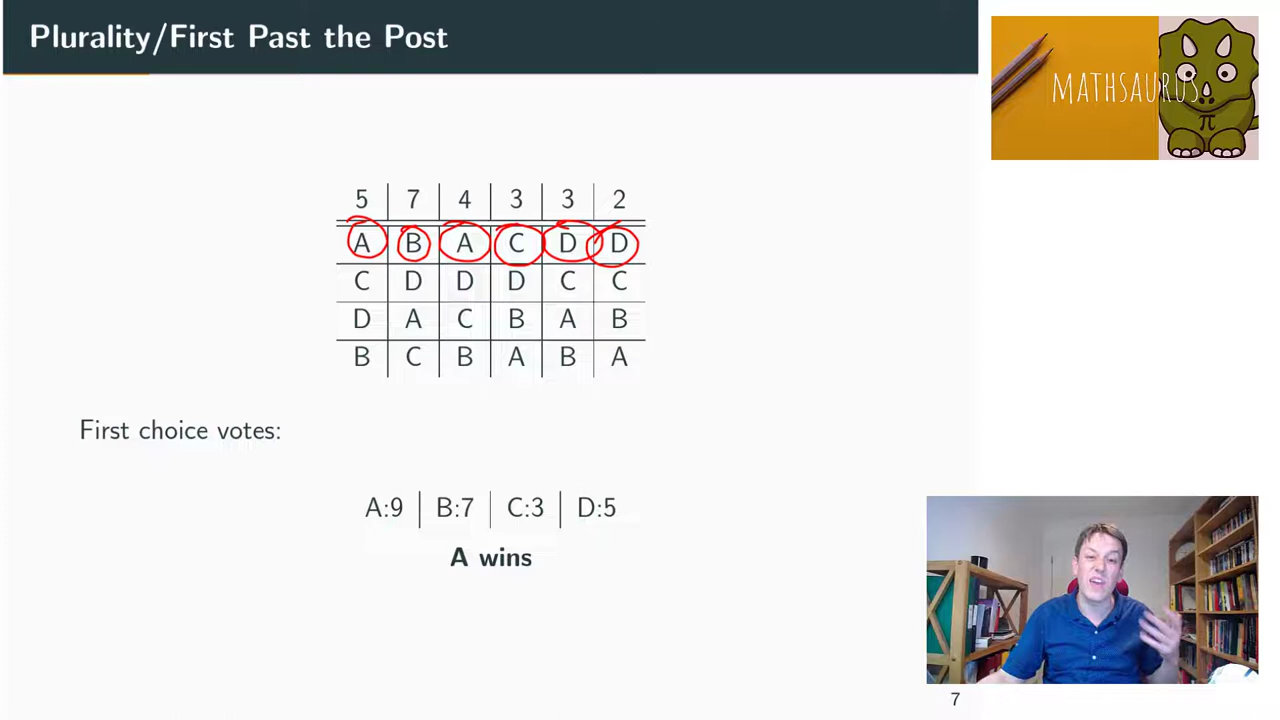 Plurality/First Past the Post
MATHSAURUS
π
5 7 4 3 3 2
A B A C D D
C D D D C C
D A C B A B
B C B A B A
First choice votes:
A:9 B:7 C:3 D:5
A wins
7